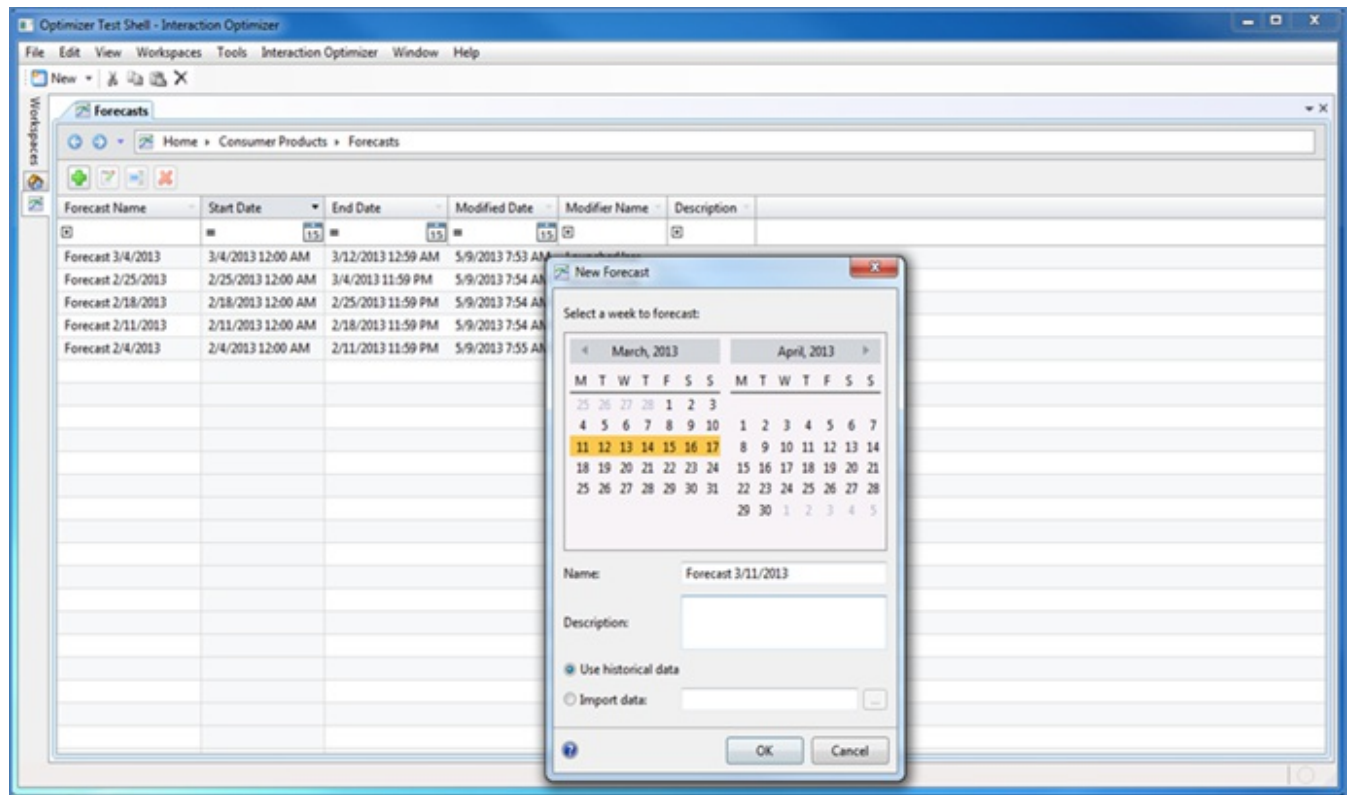 Optimizer Test Shell - Interaction Optimizer
File Edit View Workspaces Tools Interaction Optimizer Window Help
New
Workspaces
Forecasts
Home Consumer Products Forecasts
Forecast Name Start Date End Date Modified Date Modifier Name Description
= 15 = 15 = 15
Forecast 3/4/2013 3/4/2013 12:00 AM 3/12/2013 12:59 AM 5/9/2013 7:53 AM
Forecast 2/25/2013 2/25/2013 12:00 AM 3/4/2013 11:59 PM 5/9/2013 7:54 AM
Forecast 2/18/2013 2/18/2013 12:00 AM 2/25/2013 11:59 PM 5/9/2013 7:54 AM
Forecast 2/11/2013 2/11/2013 12:00 AM 2/18/2013 11:59 PM 5/9/2013 7:54 AM
Forecast 2/4/2013 2/4/2013 12:00 AM 2/11/2013 11:59 PM 5/9/2013 7:55 AM
New Forecast
Select a week to forecast:
March, 2013 April, 2013
M T W T F S S M T W T F S S
25 26 27 28 1 2 3
4 5 6 7 8 9 10 1 2 3 4 5 6 7
11 12 13 14 15 16 17 8 9 10 11 12 13 14
18 19 20 21 22 23 24 15 16 17 18 19 20 21
25 26 27 28 29 30 31 22 23 24 25 26 27 28
29 30 1 2 3 4 5
Name: Forecast 3/11/2013
Description:
Use historical data
Import data: ...
OK Cancel